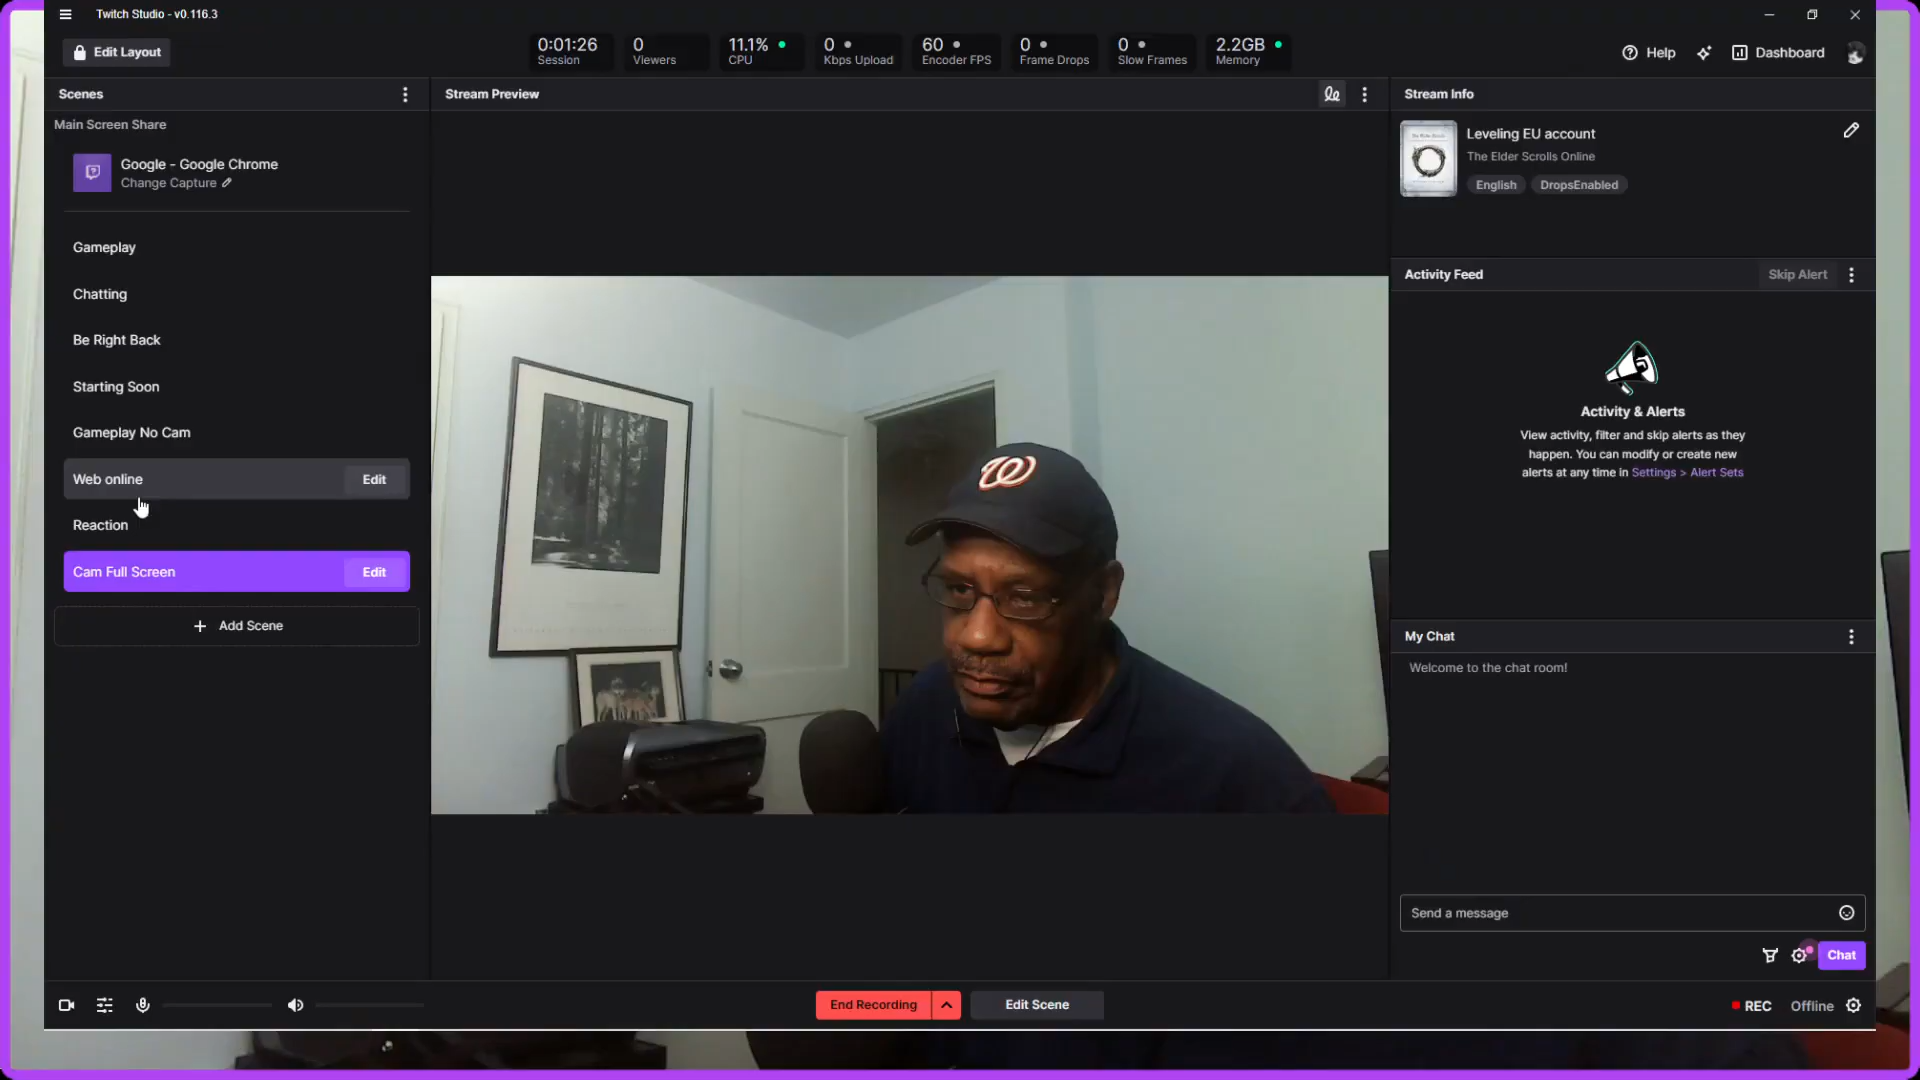 Twitch Studio - v0.116.3
Edit Layout
0:01:26
Session
0
Viewers
11.1%
CPU
0
Kbps Upload
60
Encoder FPS
0
Frame Drops
0
Slow Frames
2.2GB
Memory
Help
Dashboard
Scenes
Main Screen Share
Google - Google Chrome
Change Capture
Gameplay
Chatting
Be Right Back
Starting Soon
Gameplay No Cam
Web online
Edit
Reaction
Cam Full Screen
Edit
+ Add Scene
Stream Preview
W
Stream Info
Leveling EU account
The Elder Scrolls Online
English
DropsEnabled
Activity Feed
Skip Alert
Activity & Alerts
View activity, filter and skip alerts as they
happen. You can modify or create new
alerts at any time in Settings > Alert Sets
My Chat
Welcome to the chat room!
Send a message
Chat
End Recording
Edit Scene
REC
Offline